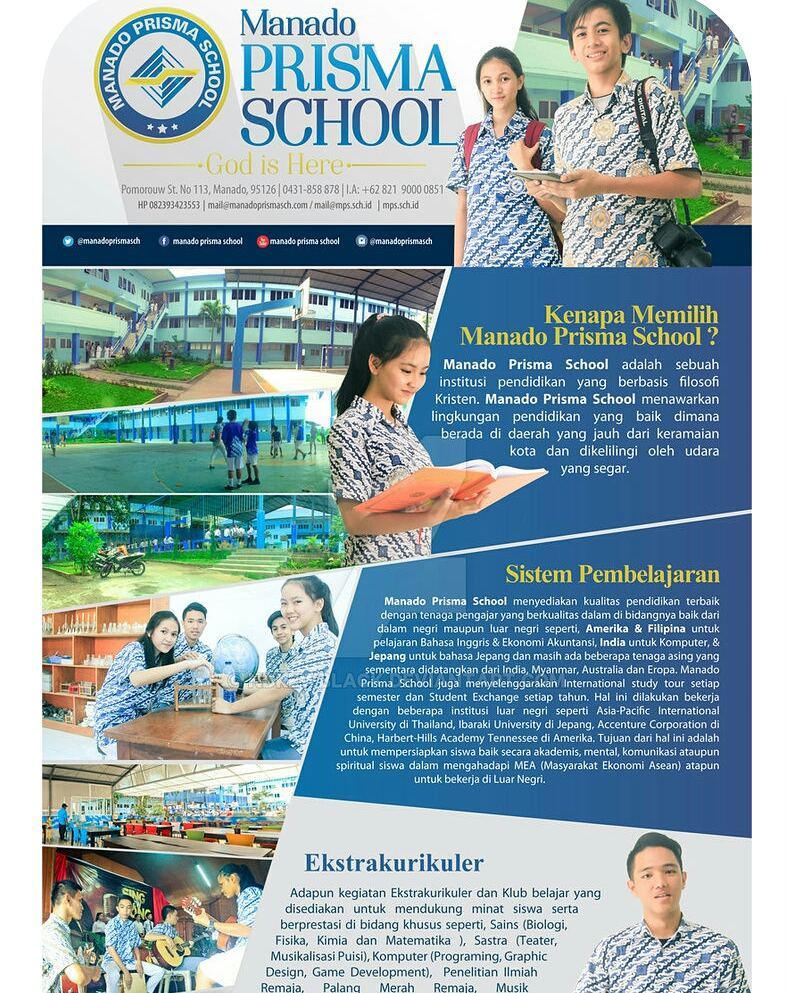 MANADO PRISMA SCHOOL
Manado
PRISMA
SCHOOL
God is Here
Pomorouw St. No 113, Manado, 95126 | 0431-858 878 | I.A: +62 821 9000 0851
HP 082393423553 | mail@manadoprismasch.com / mail@mps.sch.id | mps.sch.id
@manadoprismasch manado prisma school manado prisma school @manadoprismasch
Kenapa Memilih
Manado Prisma School ?
Manado Prisma School adalah sebuah
institusi pendidikan yang berbasis filosofi
Kristen. Manado Prisma School menawarkan
lingkungan pendidikan yang baik dimana
berada di daerah yang jauh dari keramaian
kota dan dikelilingi oleh udara
yang segar.
Sistem Pembelajaran
Manado Prisma School menyediakan kualitas pendidikan terbaik
dengan tenaga pengajar yang berkualitas dalam di bidangnya baik dari
dalam negri maupun luar negri seperti, Amerika & Filipina untuk
pelajaran Bahasa Inggris & Ekonomi Akuntansi, India untuk Komputer, &
Jepang untuk bahasa Jepang dan masih ada beberapa tenaga asing yang
sementara didatangkan dari India, Myanmar, Australia dan Eropa. Manado
Prisma School juga menyelenggarakan International study tour setiap
semester dan Student Exchange setiap tahun. Hal ini dilakukan bekerja
dengan beberapa institusi luar negri seperti Asia-Pacific International
University di Thailand, Ibaraki University di Jepang, Accenture Corporation di
China, Harbert-Hills Academy Tennessee di Amerika. Tujuan dari hal ini adalah
untuk mempersiapkan siswa baik secara akademis, mental, komunikasi ataupun
spiritual siswa dalam mengahadapi MEA (Masyarakat Ekonomi Asean) atapun
untuk bekerja di Luar Negri.
Ekstrakurikuler
Adapun kegiatan Ekstrakurikuler dan Klub belajar yang
disediakan untuk mendukung minat siswa serta
berprestasi di bidang khusus seperti, Sains (Biologi,
Fisika, Kimia dan Matematika ), Sastra (Teater,
Musikalisasi Puisi), Komputer (Programing, Graphic
Design, Game Development), Penelitian Ilmiah
Remaja, Palang Merah Remaja, Musik